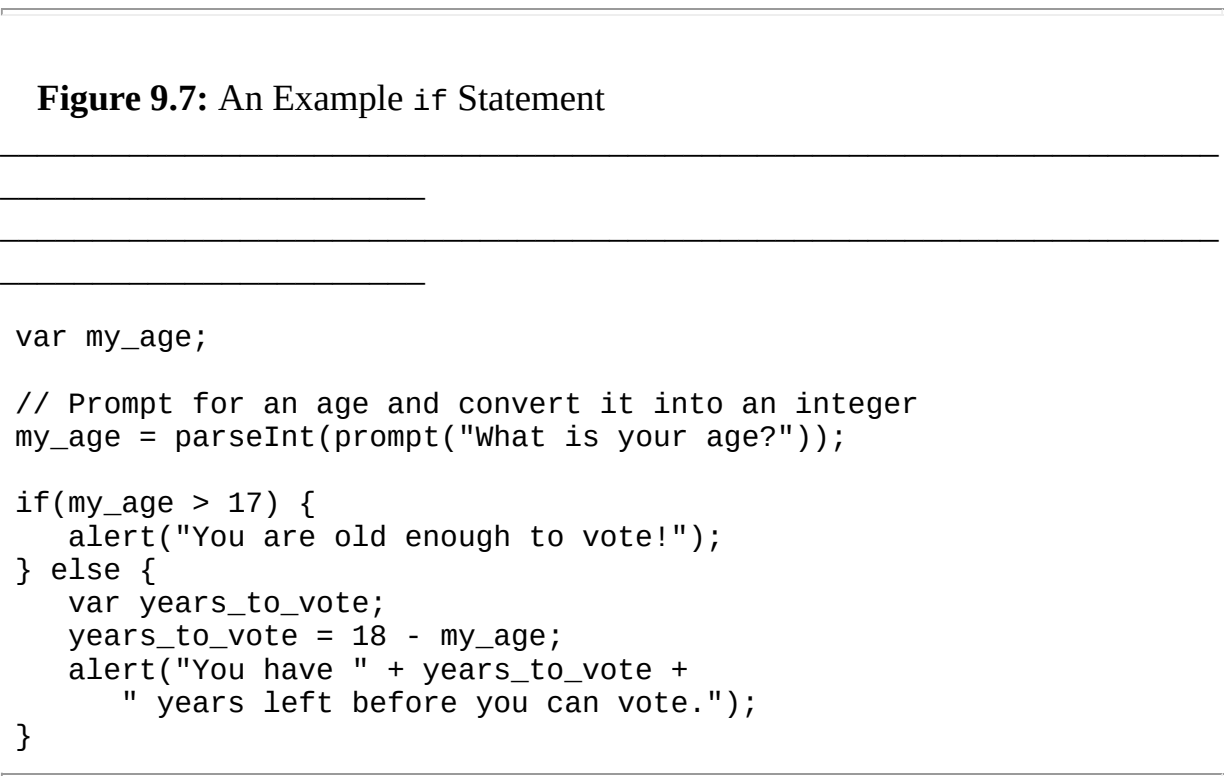 Figure 9.7: An Example if Statement
var my_age;
// Prompt for an age and convert it into an integer
my_age = parseInt(prompt("What is your age?"));
if(my_age > 17) {
   alert("You are old enough to vote!");
} else {
   var years_to_vote;
   years_to_vote = 18 - my_age;
   alert("You have " + years_to_vote +
      " years left before you can vote.");
}